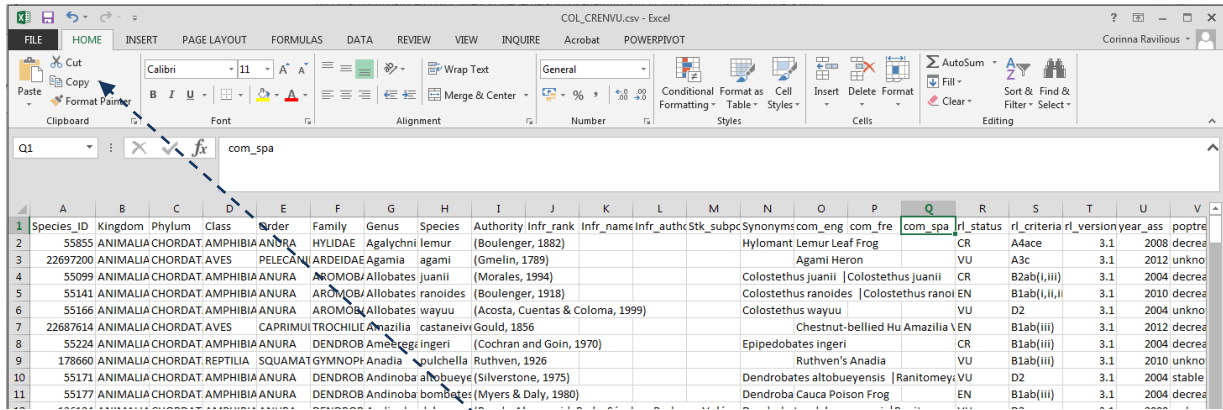 COL_CRENVU.csv - Excel
FILE HOME INSERT PAGE LAYOUT FORMULAS DATA REVIEW VIEW INQUIRE Acrobat POWERPIVOT Corinna Ravilious
Cut
Copy
Format Painter
Paste
Calibri 11
B I U
Wrap Text
Merge & Center
General
% ,
Conditional Formatting
Format as Table
Cell Styles
Insert Delete Format
AutoSum
Fill
Clear
Sort & Filter
Find & Select
Clipboard Font Alignment Number Styles Cells Editing
Q1 fx com_spa
A B C D E F G H I J K L M N O P Q R S T U V
1 Species_ID Kingdom Phylum Class Order Family Genus Species Authority Infr_rank Infr_name Infr_autho Stk_subpo Synonyms com_eng com_fre com_spa rl_status rl_criteria rl_version year_ass poptre
2 55855 ANIMALIA CHORDAT AMPHIBIA ANURA HYLIDAE Agalychni lemur (Boulenger, 1882) Hylomant Lemur Leaf Frog CR A4ace 3.1 2008 decrea
3 22697200 ANIMALIA CHORDAT AVES PELECANI ARDEIDAE Agamia agami (Gmelin, 1789) Agami Heron VU A3c 3.1 2012 unkno
4 55099 ANIMALIA CHORDAT AMPHIBIA ANURA AROMOBA Allobates juanii (Morales, 1994) Colostethus juanii |Colostethus juanii CR B2ab(i,iii) 3.1 2004 decrea
5 55141 ANIMALIA CHORDAT AMPHIBIA ANURA AROMOBA Allobates ranoides (Boulenger, 1918) Colostethus ranoides |Colostethus ranoi EN B1ab(i,ii,ii 3.1 2010 decrea
6 55166 ANIMALIA CHORDAT AMPHIBIA ANURA Allobates wayuu (Acosta, Cuentas & Coloma, 1999) Colostethus wayuu VU D2 3.1 2004 unkno
7 22687614 ANIMALIA CHORDAT AVES CAPRIMUL TROCHILID Amazilia castaneive Gould, 1856 Chestnut-bellied Hu Amazilia V EN B1ab(iii) 3.1 2012 decrea
8 55224 ANIMALIA CHORDAT AMPHIBIA ANURA DENDROB Ameerega ingeri (Cochran and Goin, 1970) Epipedobates ingeri CR B1ab(iii) 3.1 2004 decrea
9 178660 ANIMALIA CHORDAT REPTILIA SQUAMAT GYMNOPH Anadia pulchella Ruthven, 1926 Ruthven's Anadia VU B1ab(iii) 3.1 2010 unkno
10 55171 ANIMALIA CHORDAT AMPHIBIA ANURA DENDROB Andinoba altobueye (Silverstone, 1975) Dendrobates altobueyensis |Ranitomeya VU D2 3.1 2004 stable
11 55177 ANIMALIA CHORDAT AMPHIBIA ANURA DENDROB Andinoba bombetes (Myers & Daly, 1980) Dendroba Cauca Poison Frog EN B1ab(iii) 3.1 2004 decrea